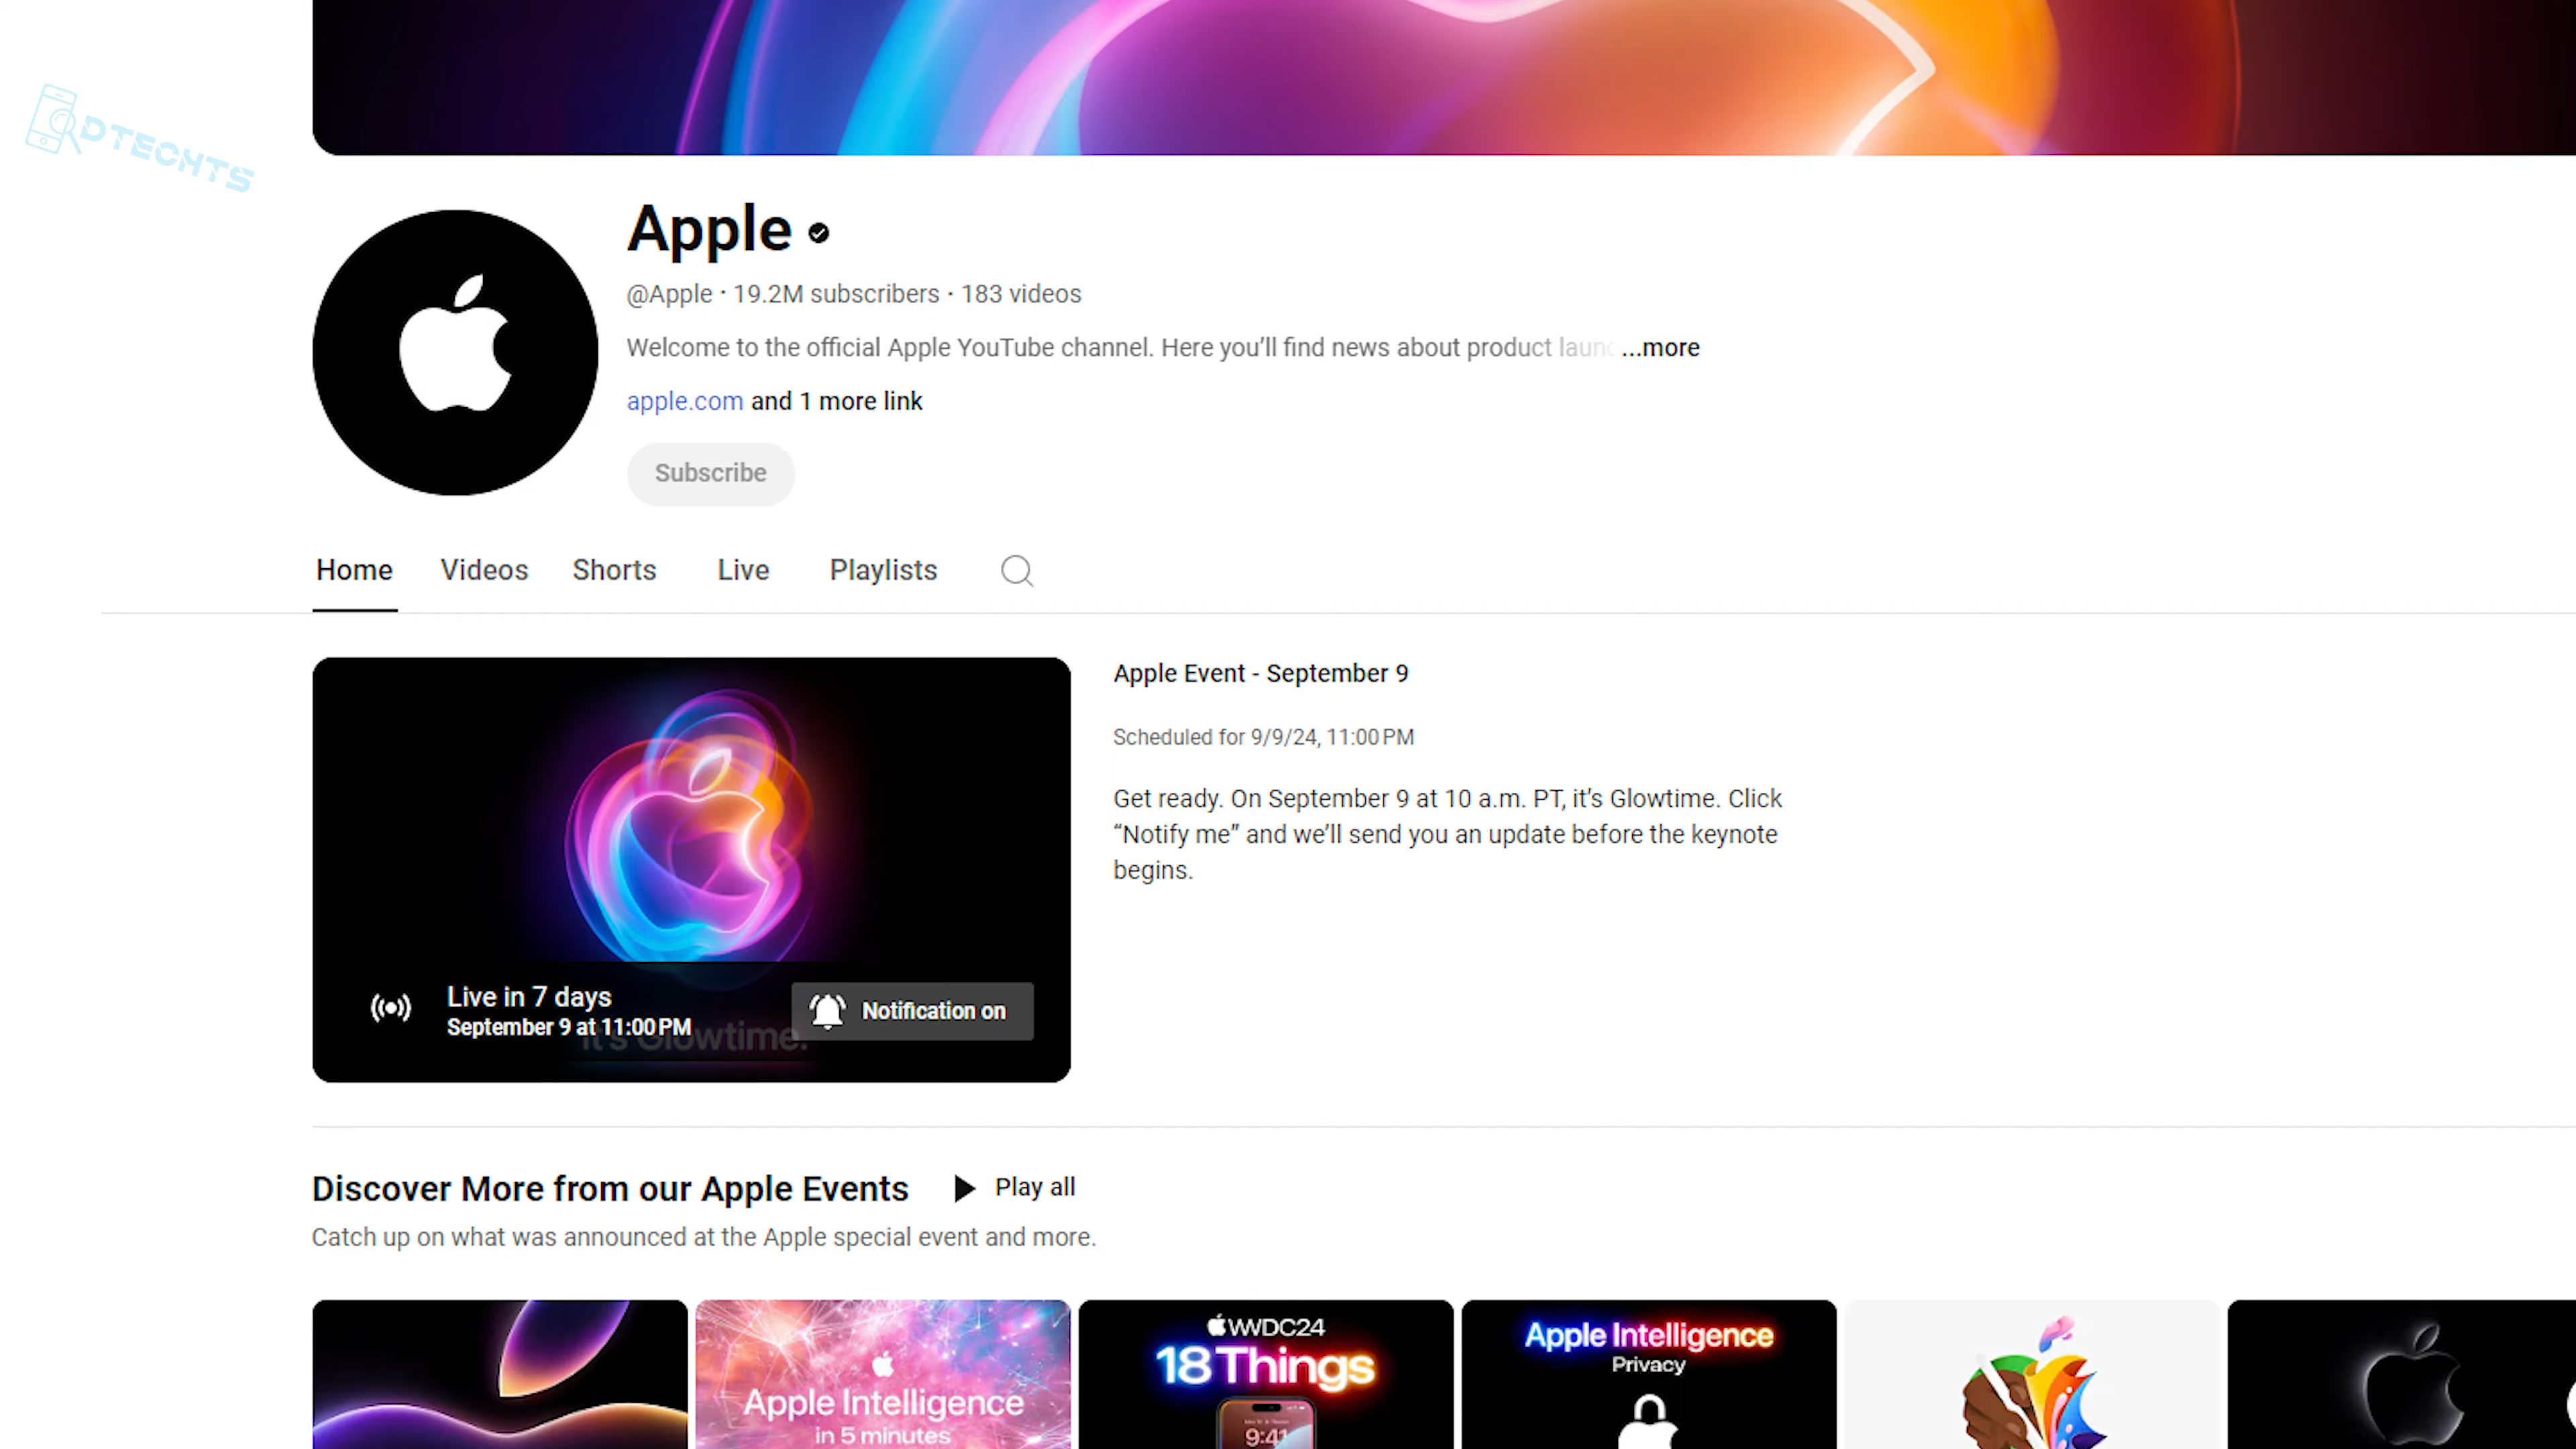 DTECHTS
Apple
@Apple · 19.2M subscribers · 183 videos
Welcome to the official Apple YouTube channel. Here you’ll find news about product ...more
apple.com and 1 more link
Subscribe
Home Videos Shorts Live Playlists
Apple Event - September 9
Scheduled for 9/9/24, 11:00 PM
Get ready. On September 9 at 10 a.m. PT, it’s Glowtime. Click
“Notify me” and we’ll send you an update before the keynote
begins.
Live in 7 days
September 9 at 11:00 PM
Notification on
It’s Glowtime.
Discover More from our Apple Events Play all
Catch up on what was announced at the Apple special event and more.
Apple Intelligence
in 5 minutes
WWDC24
18 Things
9:41
Apple Intelligence
Privacy